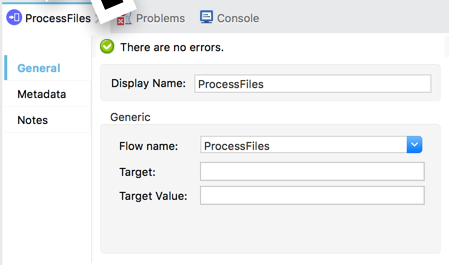 ProcessFiles Problems Console
There are no errors.
General
Metadata
Notes
Display Name: ProcessFiles
Generic
Flow name: ProcessFiles
Target:
Target Value: